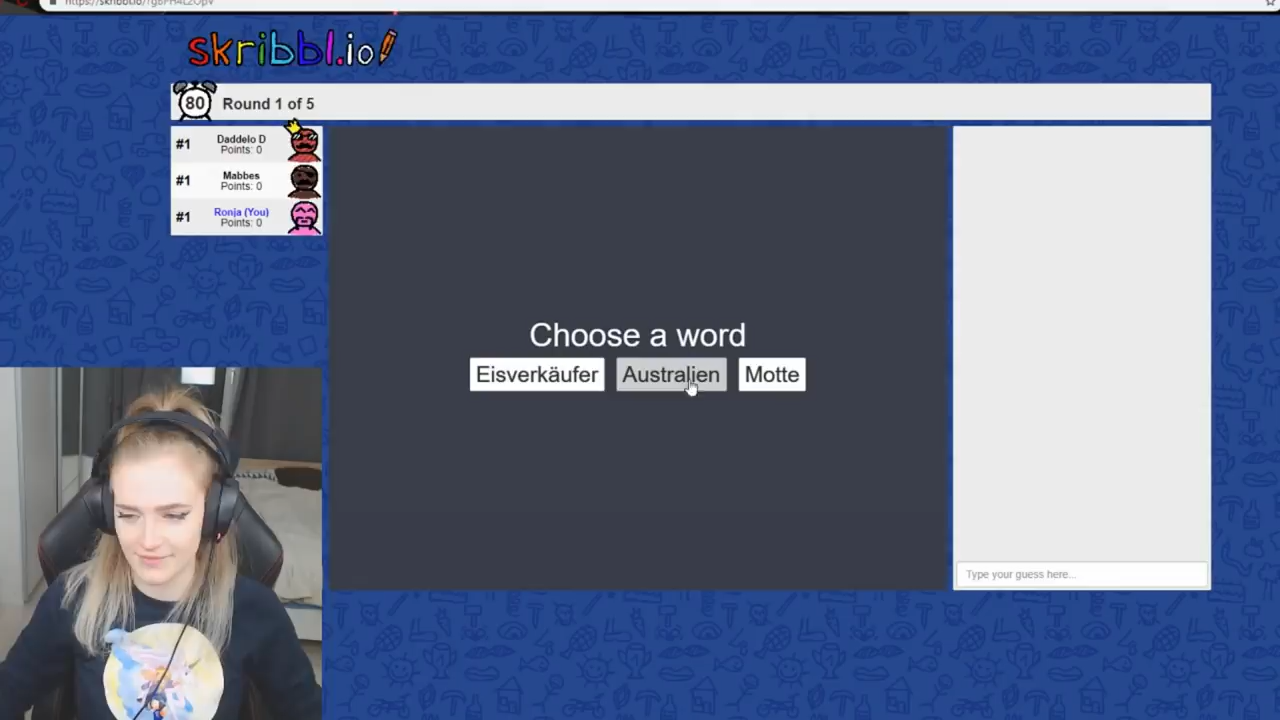 skribbl.io
80
Round 1 of 5
#1
Daddelo D
Points: 0
#1
Mabbes
Points: 0
#1
Ronja (You)
Points: 0
Choose a word
Eisverkäufer
Australien
Motte
Type your guess here...